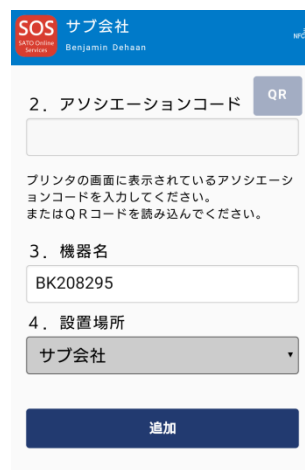 SOS
SATO Online
Services
サブ会社
Benjamin Dehaan
NFC
2．アソシエーションコード
QR
プリンタの画面に表示されているアソシエーシ
ョンコードを入力してください。
またはＱＲコードを読み込んでください。
3．機器名
BK208295
4．設置場所
サブ会社
追加